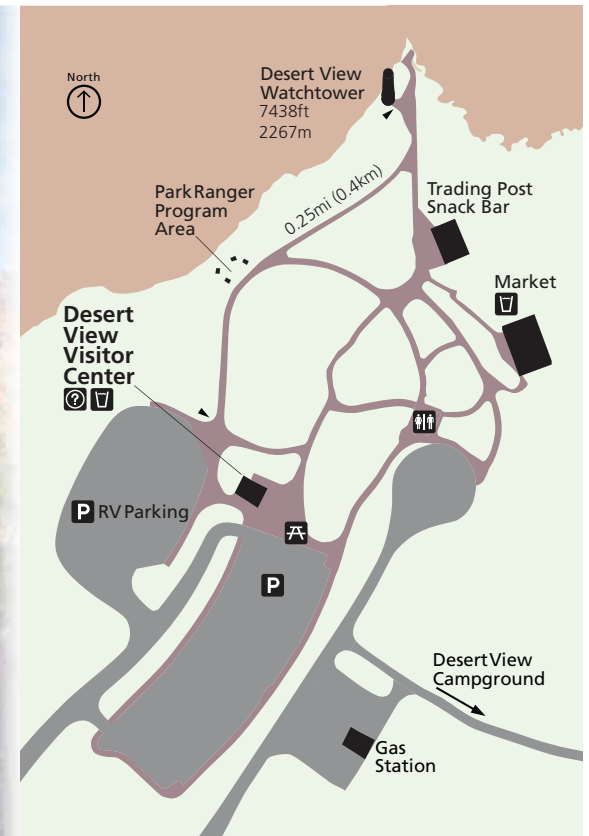 North
Desert View
Watchtower
7438ft
2267m
0.25mi (0.4km)
Park Ranger
Program
Area
Trading Post
Snack Bar
Market
Desert
View
Visitor
Center
?
P RV Parking
P
Desert View
Campground
Gas
Station